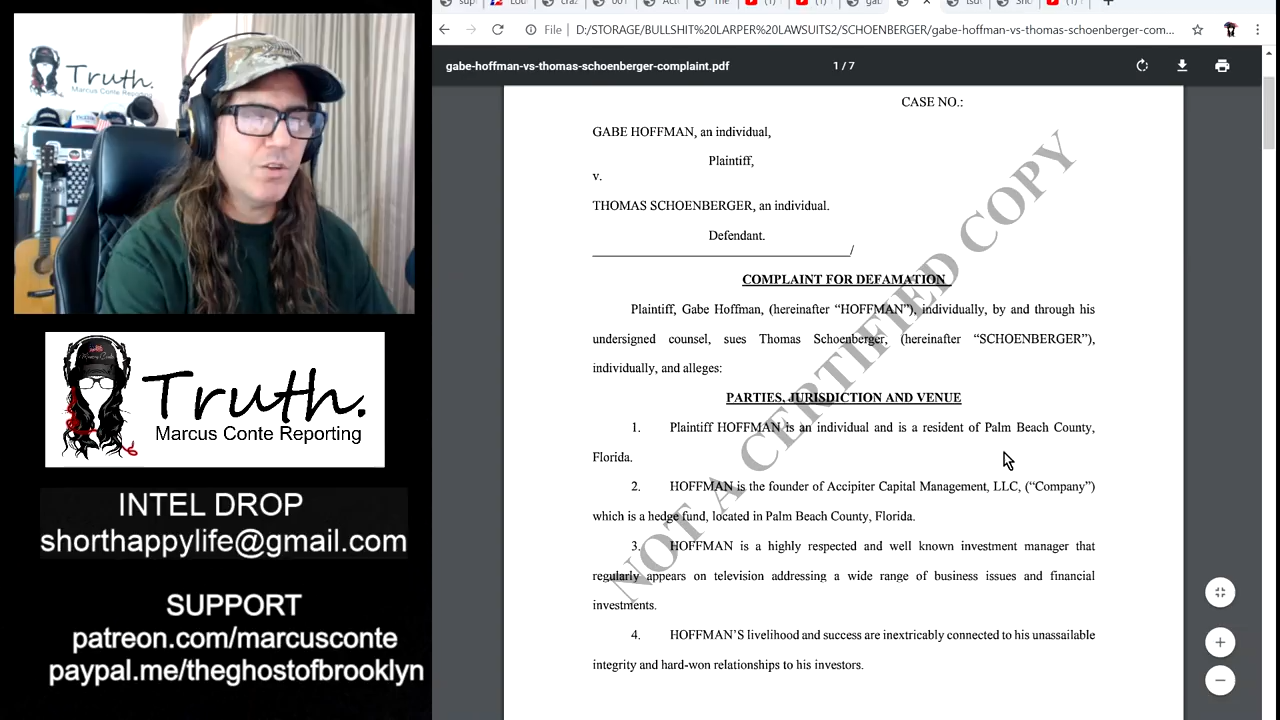 File
D:/STORAGE/BULLSHIT%20LARPER%20LAWSUITS2/SCHOENBERGER/gabe-hoffman-vs-thomas-schoenberger-com...
gabe-hoffman-vs-thomas-schoenberger-complaint.pdf
1 / 7
Truth.
Marcus Conte Reporting
Truth.
Marcus Conte Reporting
INTEL DROP
shorthappylife@gmail.com
SUPPORT
patreon.com/marcusconte
paypal.me/theghostofbrooklyn
CASE NO.:
GABE HOFFMAN, an individual,
Plaintiff,
v.
THOMAS SCHOENBERGER, an individual.
Defendant.
/
COMPLAINT FOR DEFAMATION
Plaintiff, Gabe Hoffman, (hereinafter “HOFFMAN”), individually, by and through his
undersigned counsel, sues Thomas Schoenberger, (hereinafter “SCHOENBERGER”),
individually, and alleges:
PARTIES, JURISDICTION AND VENUE
1. Plaintiff HOFFMAN is an individual and is a resident of Palm Beach County,
Florida.
2. HOFFMAN is the founder of Accipiter Capital Management, LLC, (“Company”)
which is a hedge fund, located in Palm Beach County, Florida.
3. HOFFMAN is a highly respected and well known investment manager that
regularly appears on television addressing a wide range of business issues and financial
investments.
4. HOFFMAN’S livelihood and success are inextricably connected to his unassailable
integrity and hard-won relationships to his investors.
NOT A CERTIFIED COPY